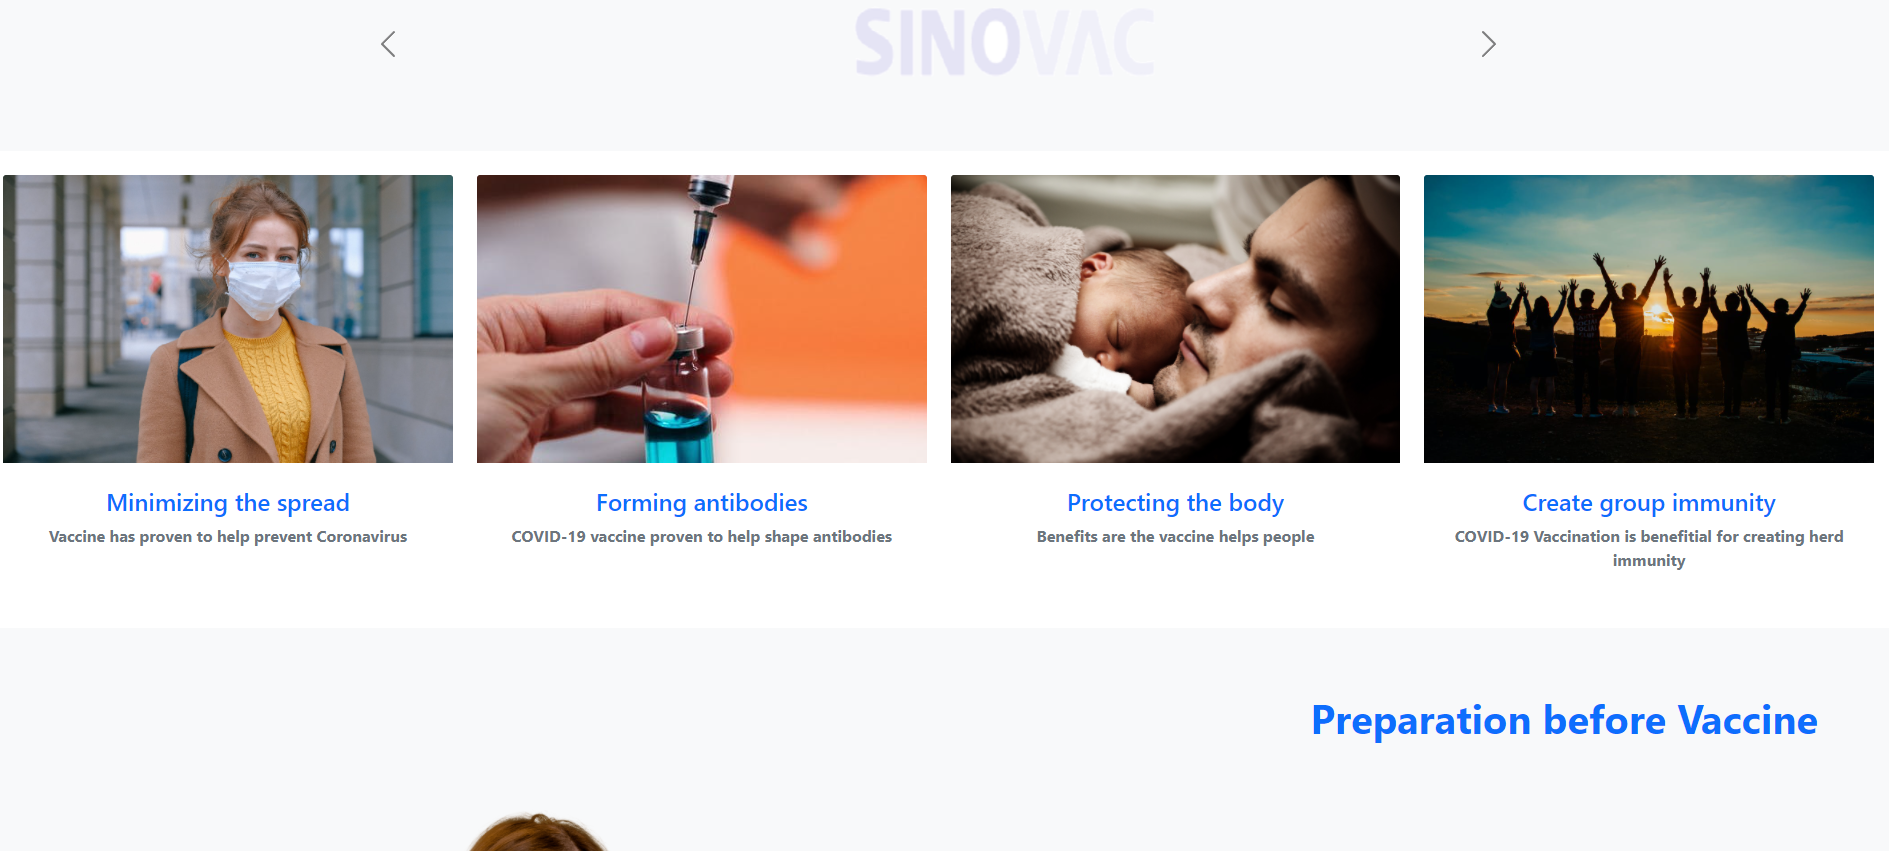 SINOVAC
Minimizing the spread
Vaccine has proven to help prevent Coronavirus
Forming antibodies
COVID-19 vaccine proven to help shape antibodies
Protecting the body
Benefits are the vaccine helps people
Create group immunity
COVID-19 Vaccination is benefitial for creating herd
immunity
Preparation before Vaccine